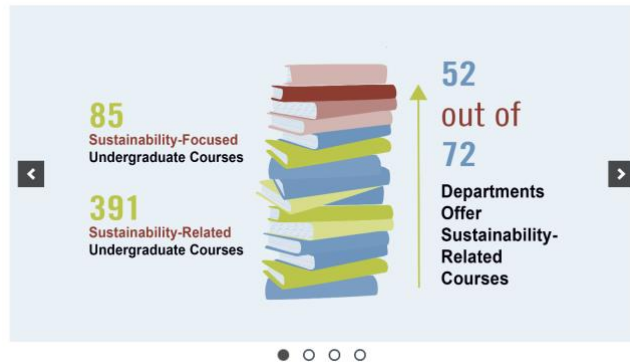 85
Sustainability-Focused
Undergraduate Courses
391
Sustainability-Related
Undergraduate Courses
52
out of
72
Departments
Offer
Sustainability-
Related
Courses